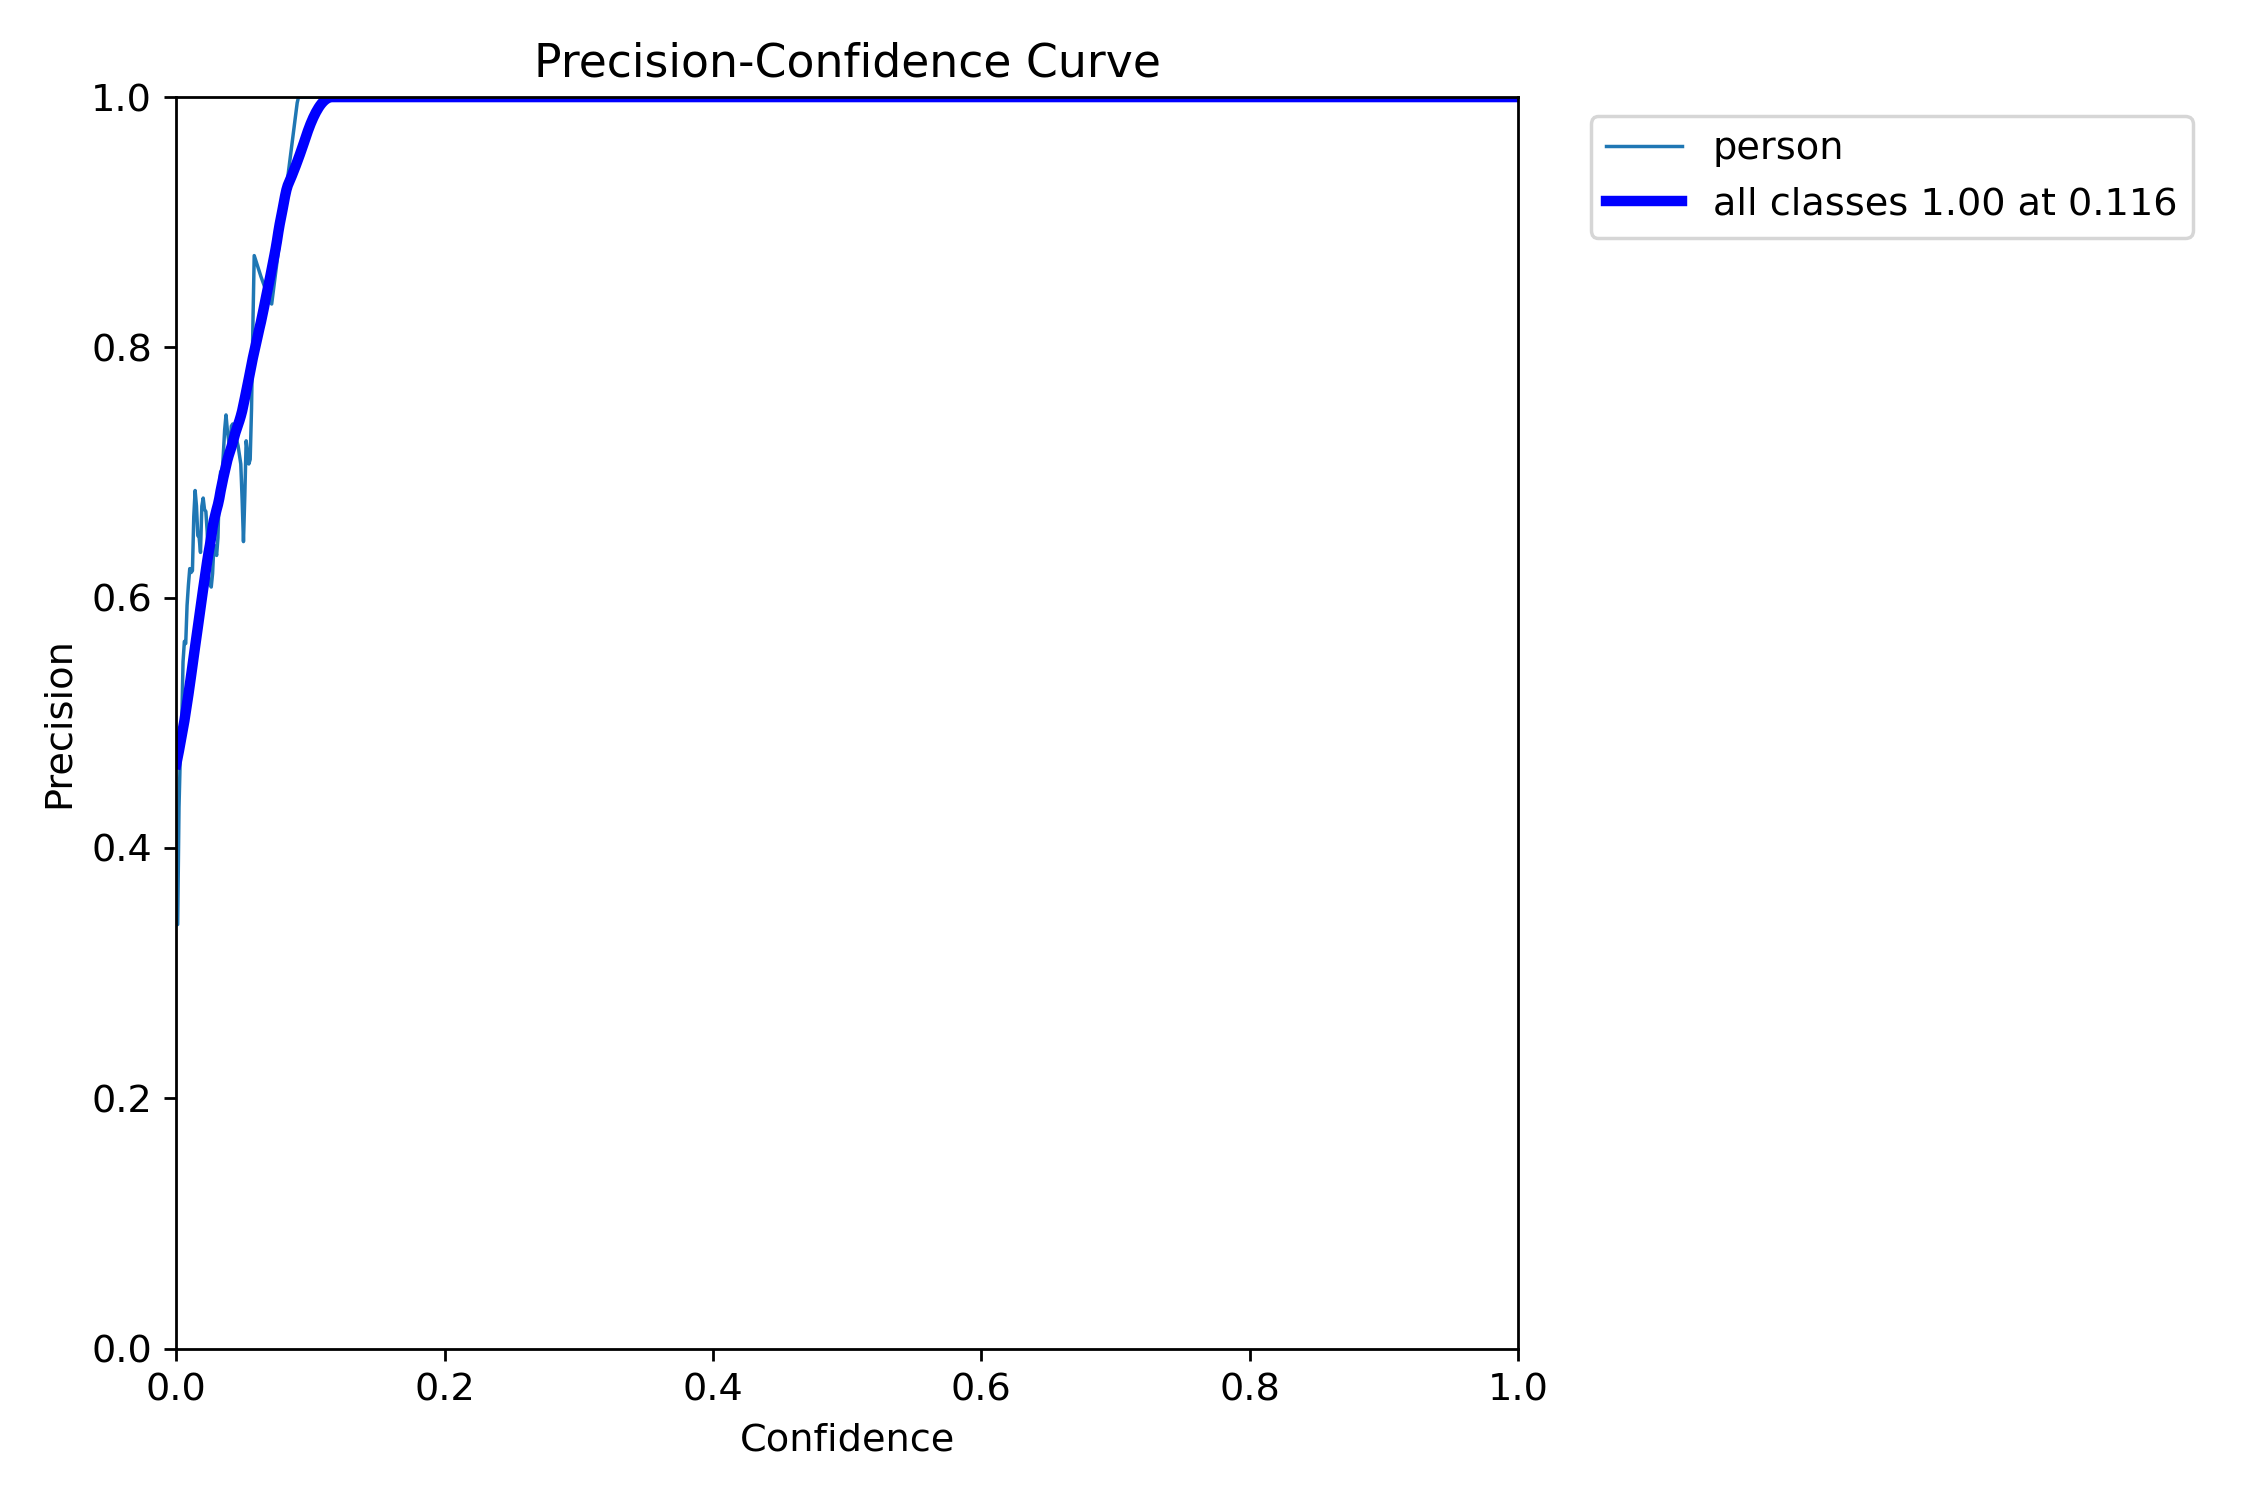 Precision-Confidence Curve
1.0
0.8
0.6
0.4
0.2
0.0
Precision
0.0 0.2 0.4 0.6 0.8 1.0
Confidence
person
all classes 1.00 at 0.116